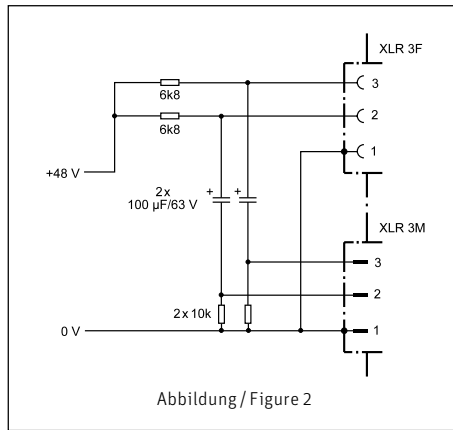 XLR 3F
3
6k8
2
6k8
1
+48 V
2x
100 µF/63 V
+ +
XLR 3M
3
2
2x10k
0 V
1
Abbildung/Figure 2